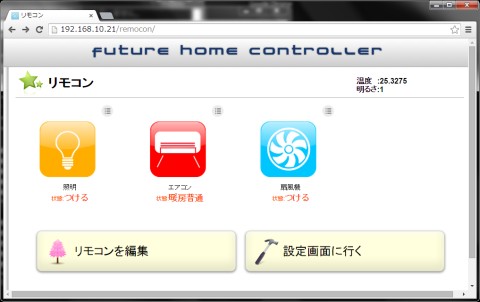 リモコン
192.168.10.21/remocon/
future home controller
リモコン
温度 :25.3275
明るさ:1
照明
状態:つける
エアコン
状態:暖房普通
扇風機
状態:つける
リモコンを編集
設定画面に行く